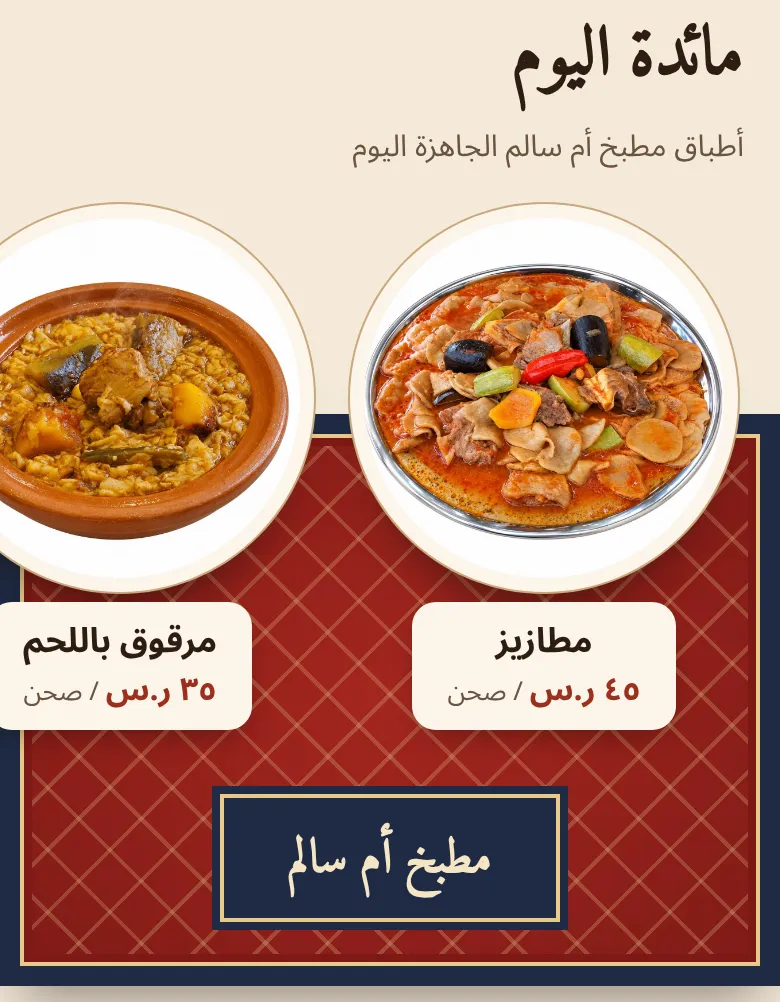 مائدة اليوم
أطباق مطبخ أم سالم الجاهزة اليوم
مطازيز
٤٥ ر.س / صحن
مرقوق باللحم
٣٥ ر.س / صحن
مطبخ أم سالم